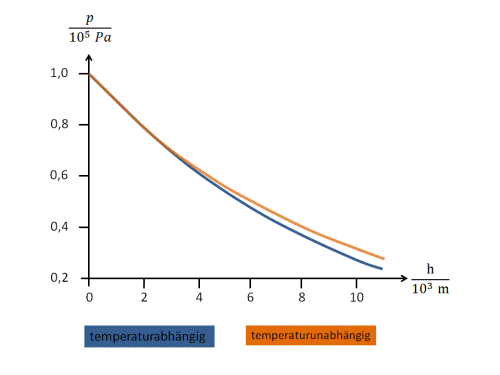 p
10⁵ Pa
1,0
0,8
0,6
0,4
0,2
0 2 4 6 8 10
h
10³ m
temperaturabhängig temperaturunabhängig